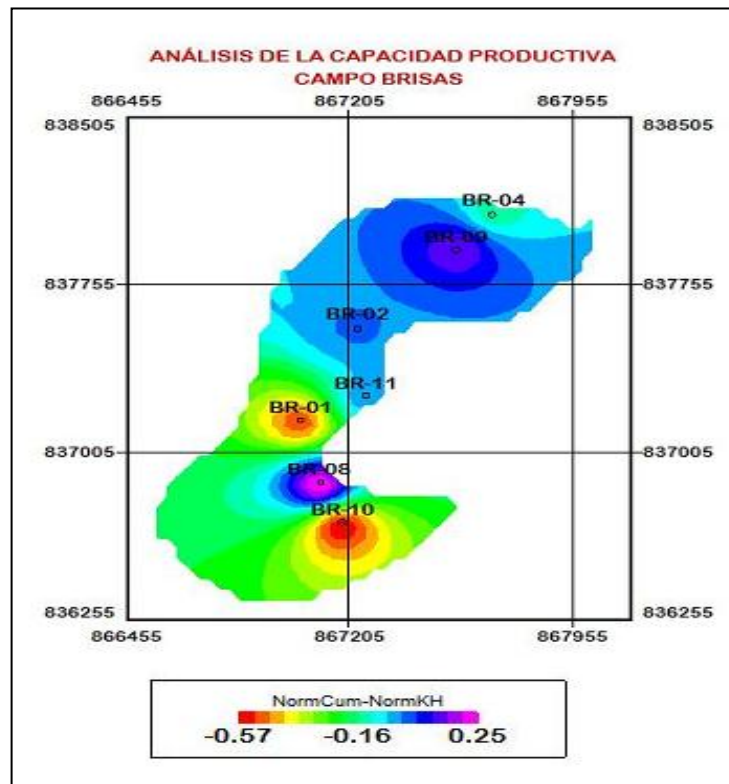 ANÁLISIS DE LA CAPACIDAD PRODUCTIVA
CAMPO BRISAS
866455 867205 867955
838505 838505
BR-04
BR-09
837755 837755
BR-02
BR-11
BR-01
837005 837005
BR-08
BR-10
836255 836255
866455 867205 867955
NormCum-NormKH
-0.57 -0.16 0.25